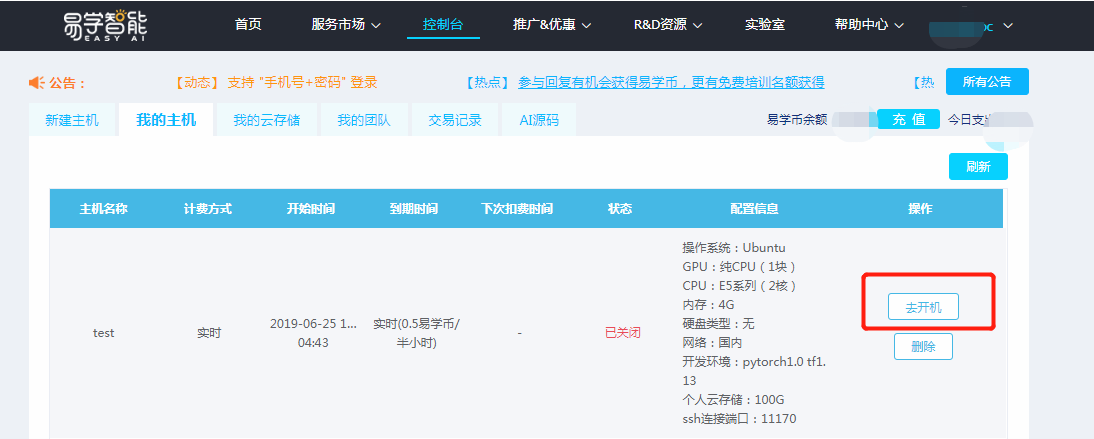 易学智能
EASY AI
首页 服务市场 控制台 推广&优惠 R&D资源 实验室 帮助中心 oc
公告： 【动态】 支持 "手机号+密码" 登录 【热点】 参与回复有机会获得易学币，更有免费培训名额获得 【热 所有公告
新建主机 我的主机 我的云存储 我的团队 交易记录 AI源码 易学币余额 充 值 今日支出
刷新
主机名称 计费方式 开始时间 到期时间 下次扣费时间 状态 配置信息 操作
操作系统：Ubuntu
GPU：纯CPU（1块）
CPU：E5系列（2核）
内存：4G
硬盘类型：无
网络：国内
开发环境：pytorch1.0 tf1.
13
个人云存储：100G
ssh连接端口：11170
test 实时 2019-06-25 1...
04:43
实时(0.5易学币/
半小时)
-
已关闭
去开机
删除